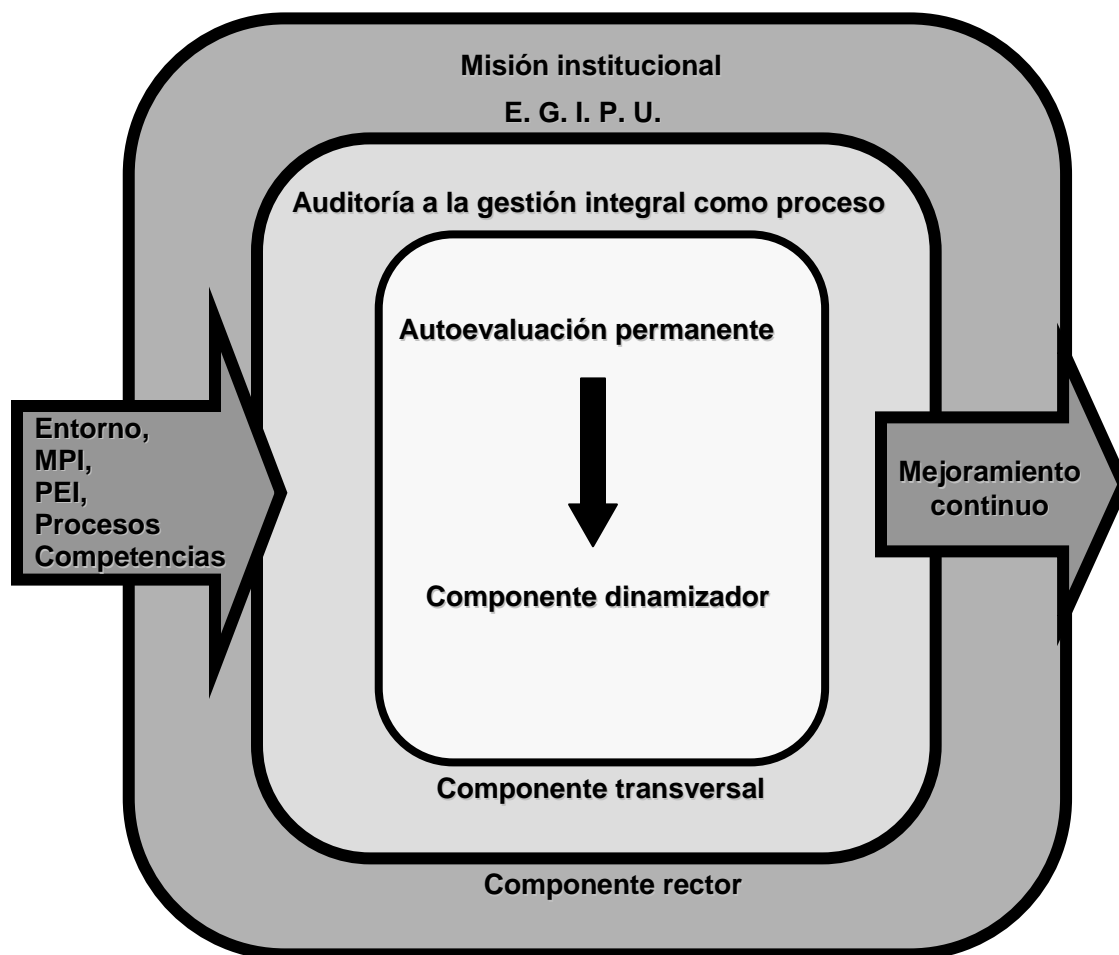 Misión institucional
E. G. I. P. U.
Auditoría a la gestión integral como proceso
Autoevaluación permanente
Entorno,
MPI,
PEI,
Procesos
Competencias
Mejoramiento
continuo
Componente dinamizador
Componente transversal
Componente rector